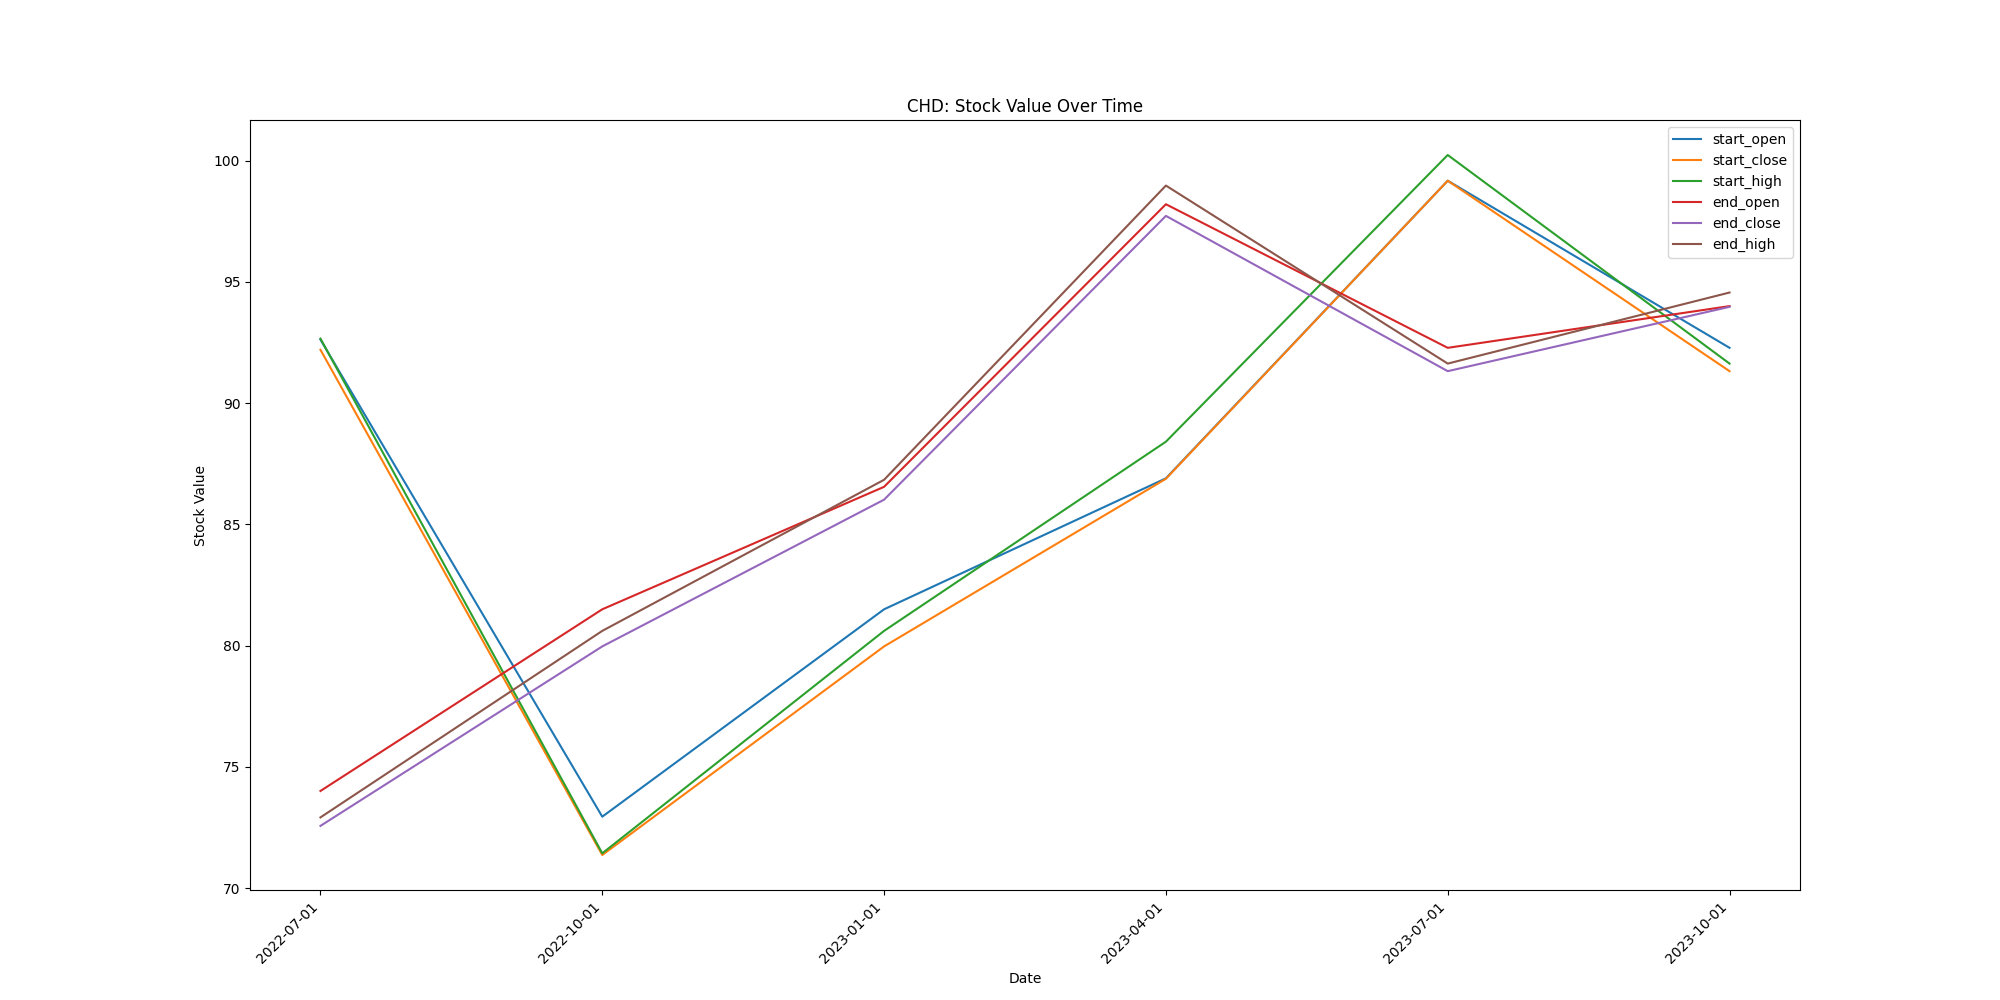 CHD: Stock Value Over Time
start_open
start_close
start_high
end_open
end_close
end_high
Stock Value
100
95
90
85
80
75
70
2022-07-01
2022-10-01
2023-01-01
2023-04-01
2023-07-01
2023-10-01
Date